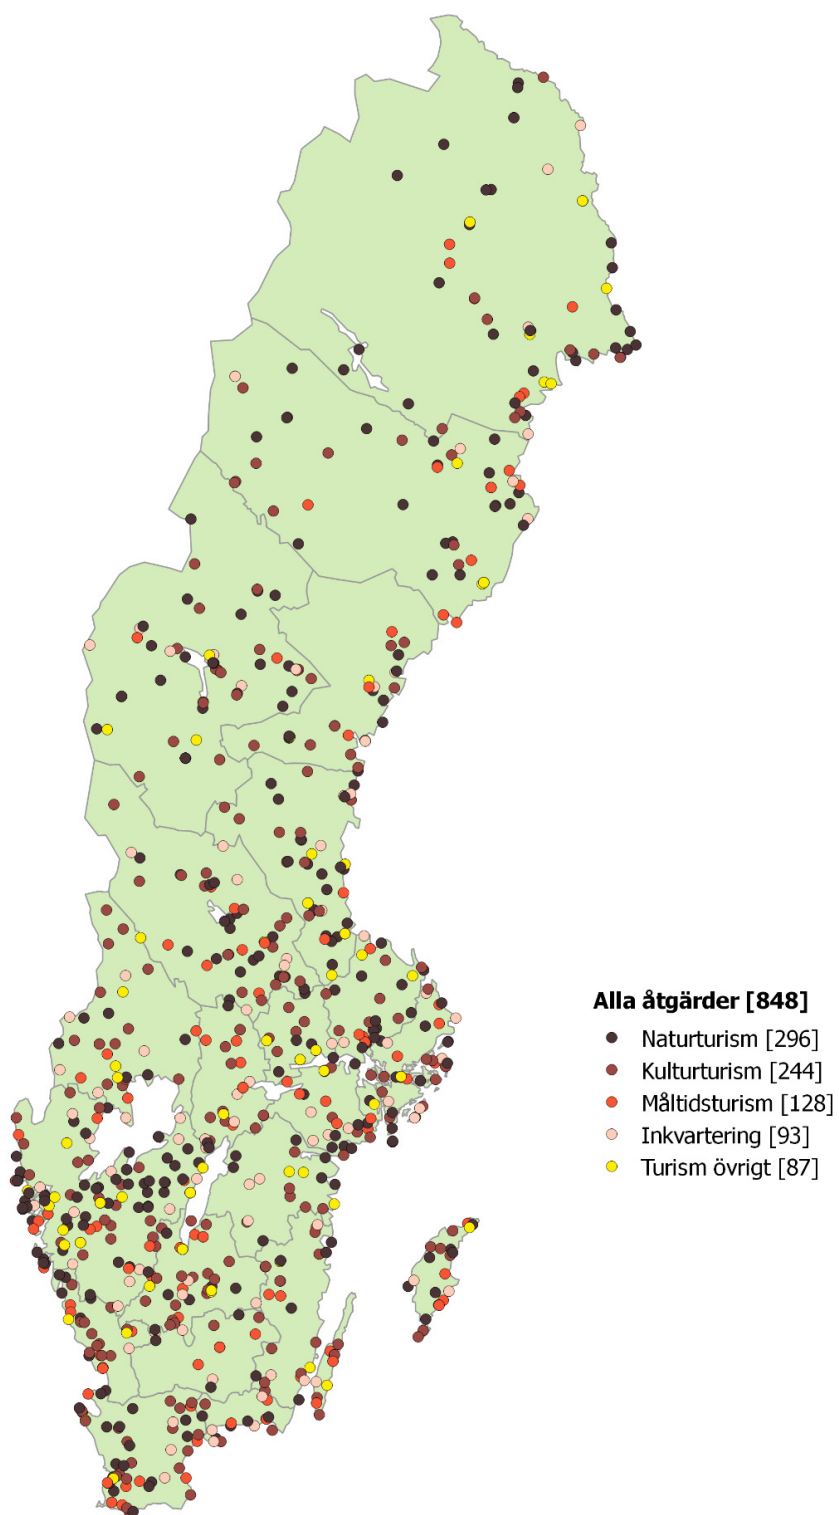 Alla åtgärder [848]
Naturturism [296]
Kulturturism [244]
Måltidsturism [128]
Inkvartering [93]
Turism övrigt [87]